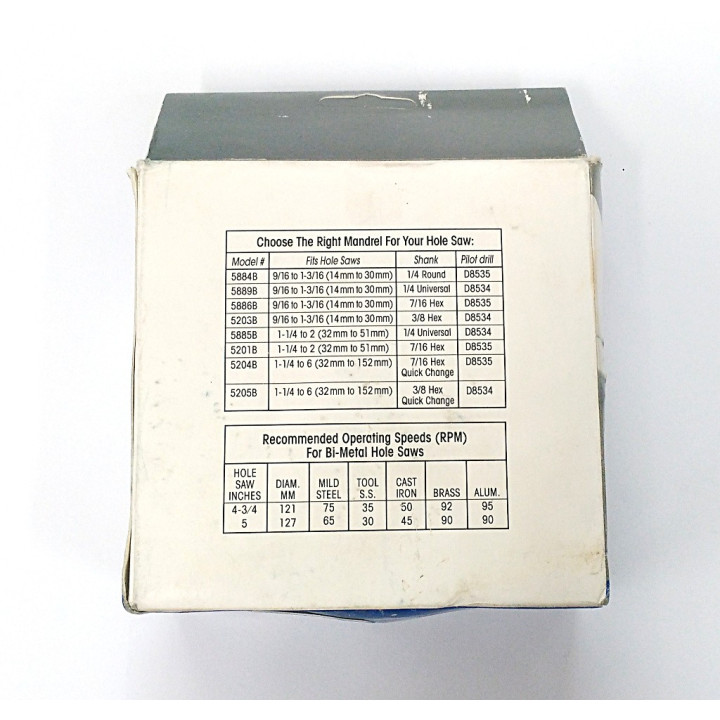 Choose The Right Mandrel For Your Hole Saw:
Model # Fits Hole Saws Shank Pilot drill
5884B 9/16 to 1-3/16 (14mm to 30mm) 1/4 Round D8535
5889B 9/16 to 1-3/16 (14mm to 30mm) 1/4 Universal D8534
5886B 9/16 to 1-3/16 (14mm to 30mm) 7/16 Hex D8535
5203B 9/16 to 1-3/16 (14mm to 30mm) 3/8 Hex D8534
5885B 1-1/4 to 2 (32mm to 51mm) 1/4 Universal D8534
5201B 1-1/4 to 2 (32mm to 51mm) 7/16 Hex D8535
5204B 1-1/4 to 6 (32mm to 152mm) 7/16 Hex D8535
Quick Change
5205B 1-1/4 to 6 (32mm to 152mm) 3/8 Hex D8534
Quick Change
Recommended Operating Speeds (RPM)
For Bi-Metal Hole Saws
HOLE
SAW DIAM. MILD TOOL CAST
INCHES MM STEEL S.S. IRON BRASS ALUM.
4-3/4 121 75 35 50 92 95
5 127 65 30 45 90 90